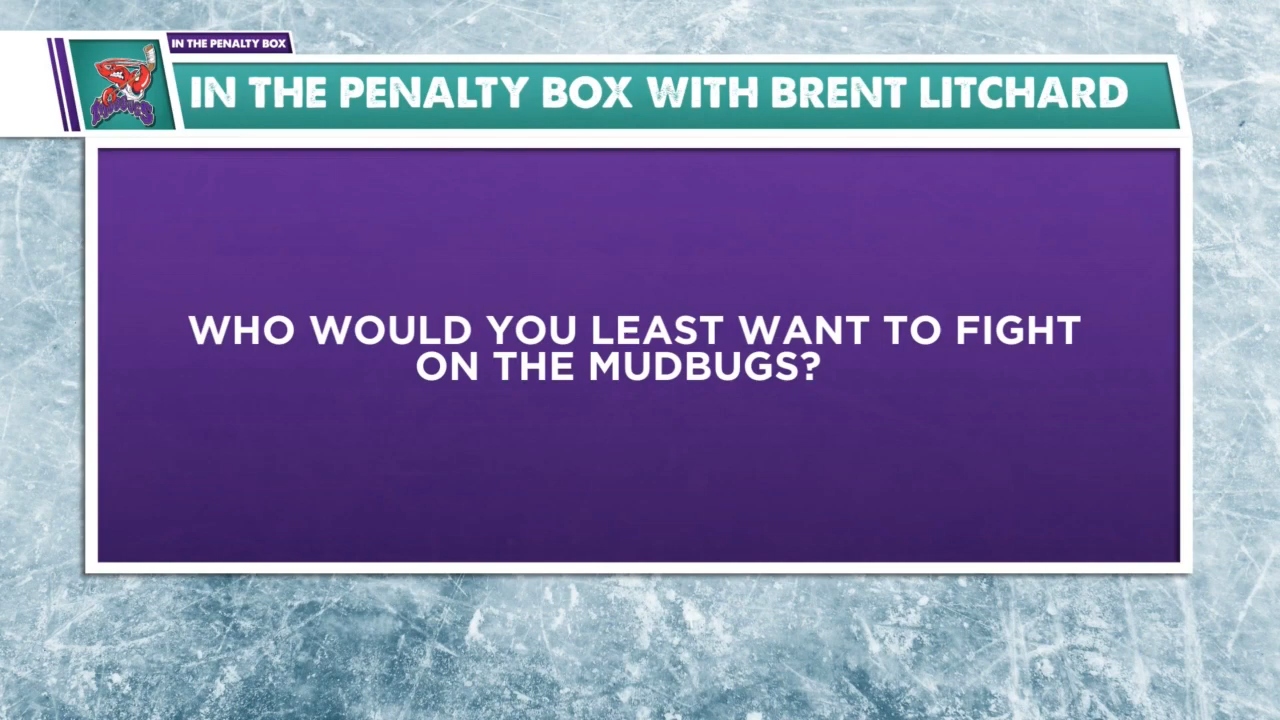 IN THE PENALTY BOX
IN THE PENALTY BOX WITH BRENT LITCHARD
MUDBUGS
WHO WOULD YOU LEAST WANT TO FIGHT
ON THE MUDBUGS?